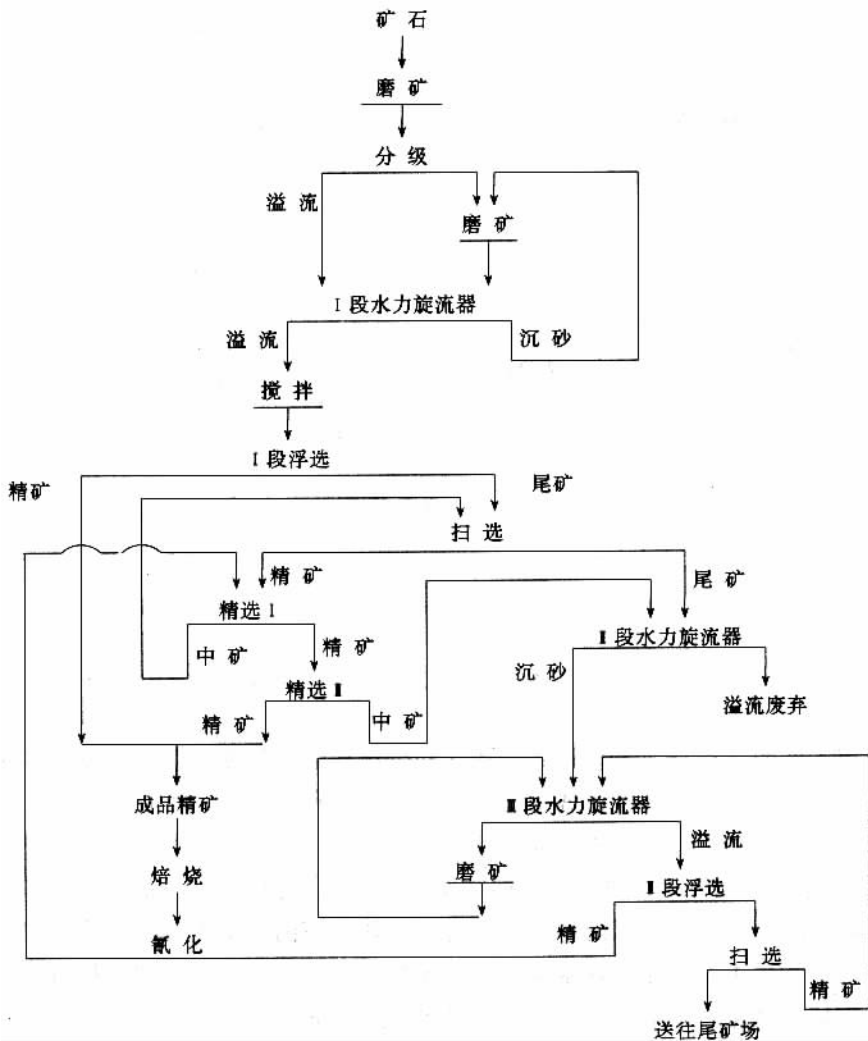 矿石
磨矿
分级
溢流
磨矿
Ⅰ段水力旋流器
溢流
沉砂
搅拌
Ⅰ段浮选
精矿
尾矿
扫选
精矿
尾矿
精选Ⅰ
Ⅱ段水力旋流器
中矿
精矿
沉砂
精选Ⅱ
溢流废弃
精矿
中矿
成品精矿
Ⅲ段水力旋流器
溢流
焙烧
磨矿
Ⅱ段浮选
氰化
精矿
扫选
精矿
送往尾矿场